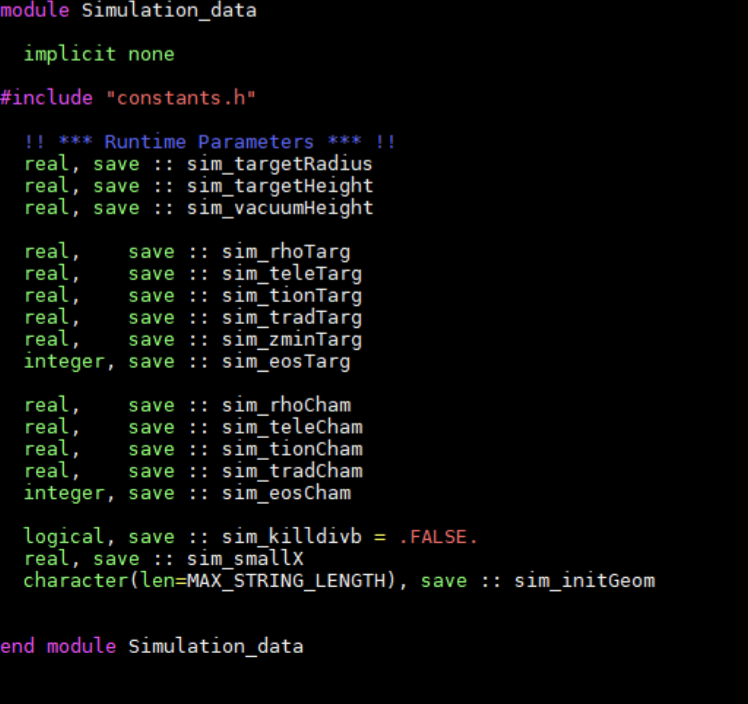 module Simulation_data
implicit none
#include "constants.h"
!! *** Runtime Parameters *** !!
real, save :: sim_targetRadius
real, save :: sim_targetHeight
real, save :: sim_vacuumHeight
real,    save :: sim_rhoTarg
real,    save :: sim_teleTarg
real,    save :: sim_tionTarg
real,    save :: sim_tradTarg
real,    save :: sim_zminTarg
integer, save :: sim_eosTarg
real,    save :: sim_rhoCham
real,    save :: sim_teleCham
real,    save :: sim_tionCham
real,    save :: sim_tradCham
integer, save :: sim_eosCham
logical, save :: sim_killdivb = .FALSE.
real, save :: sim_smallX
character(len=MAX_STRING_LENGTH), save :: sim_initGeom
end module Simulation_data